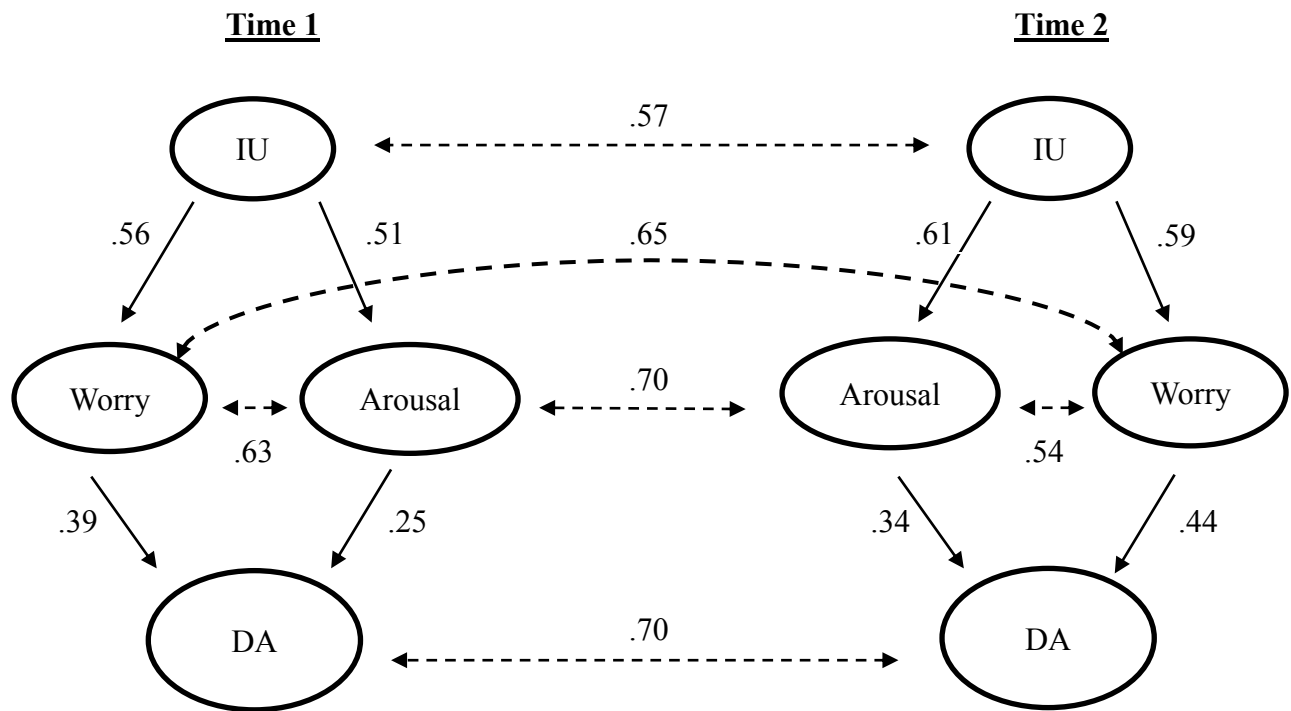 Time 1 Time 2
.57
IU IU
.56 .51 .65 .61 .59
Worry Arousal .70 Arousal Worry
.63 .54
.39 .25 .34 .44
.70
DA DA